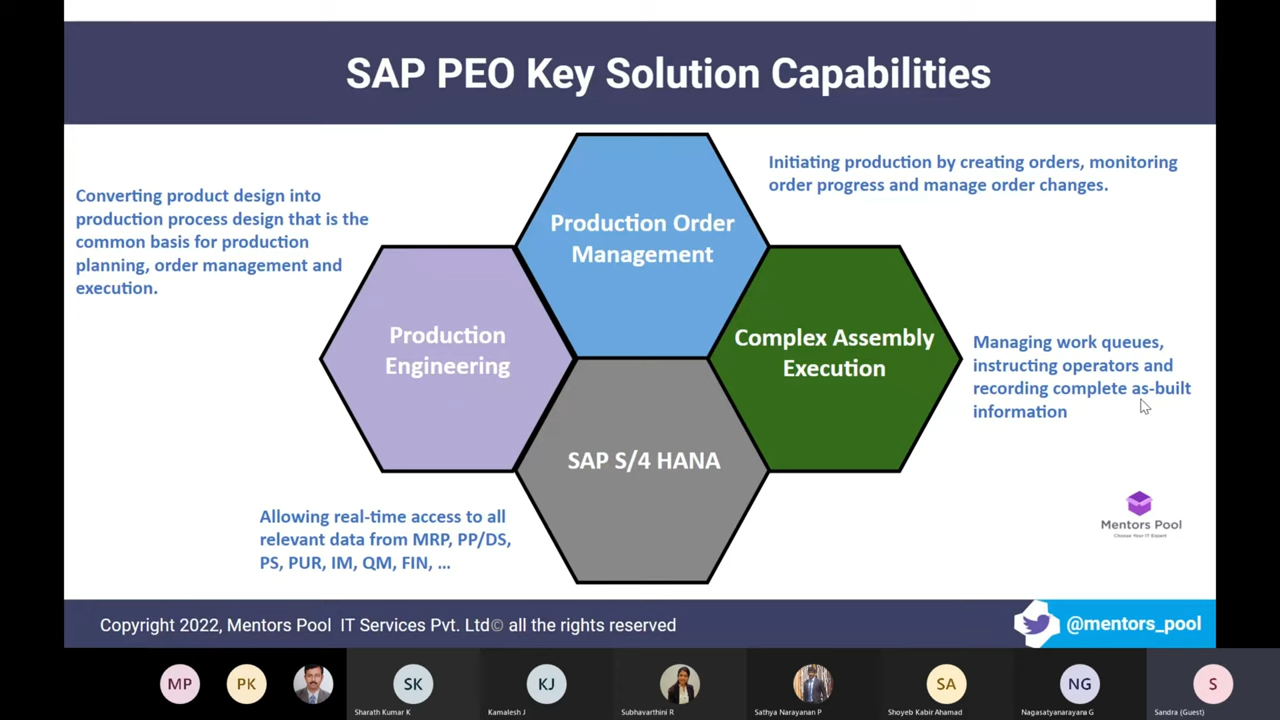 SAP PEO Key Solution Capabilities
Initiating production by creating orders, monitoring
order progress and manage order changes.
Converting product design into
production process design that is the
common basis for production
planning, order management and
execution.
Production Order
Management
Production
Engineering
Complex Assembly
Execution
Managing work queues,
instructing operators and
recording complete as-built
information
SAP S/4 HANA
Allowing real-time access to all
relevant data from MRP, PP/DS,
PS, PUR, IM, QM, FIN, ...
Mentors Pool
Choose Your IT Expert
Copyright 2022, Mentors Pool IT Services Pvt. Ltd© all the rights reserved
@mentors_pool
MP
PK
SK
KJ
SA
NG
S
Sharath Kumar K
Kamalesh J
Subhavarthini R
Sathya Narayanan P
Shoyeb Kabir Ahamad
Nagasatyanarayana G
Sandra (Guest)